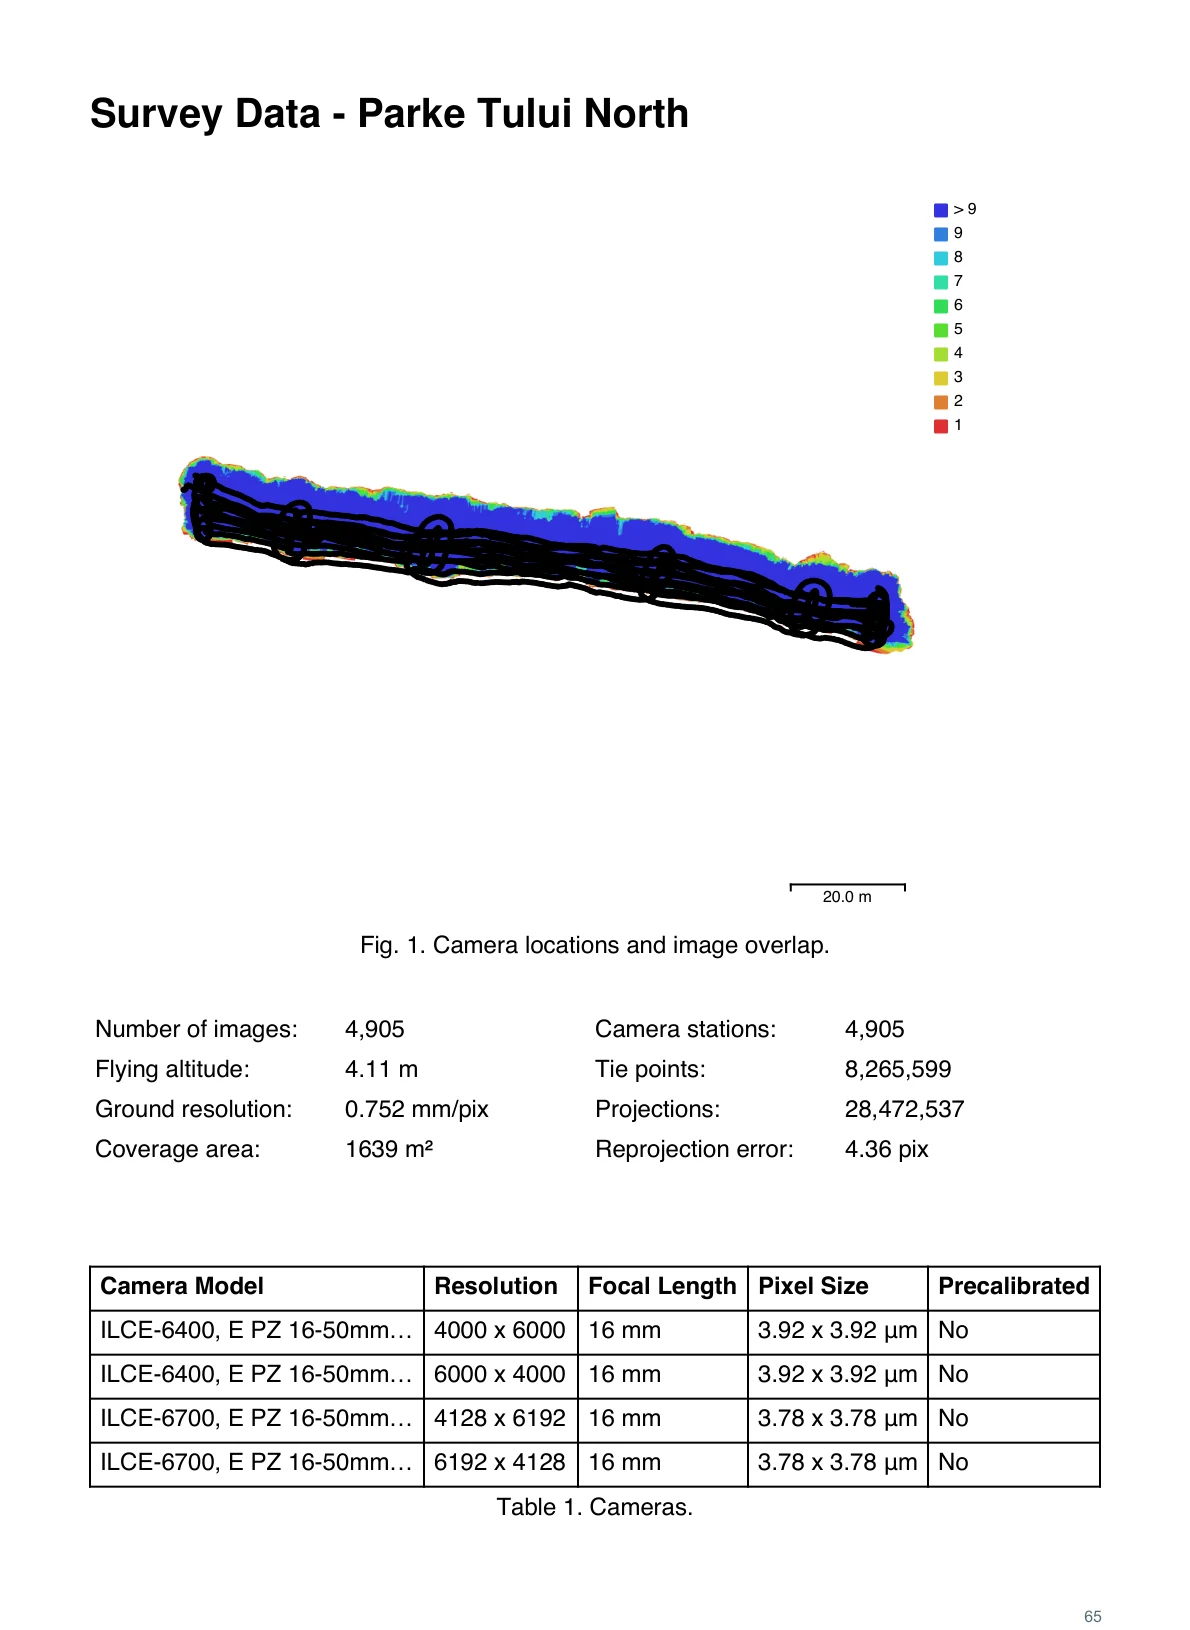 Survey Data - Parke Tului North
> 9
9
8
7
6
5
4
3
2
1
20.0 m
Fig. 1. Camera locations and image overlap.
Number of images: 4,905 Camera stations: 4,905
Flying altitude: 4.11 m Tie points: 8,265,599
Ground resolution: 0.752 mm/pix Projections: 28,472,537
Coverage area: 1639 m² Reprojection error: 4.36 pix
Camera Model Resolution Focal Length Pixel Size Precalibrated
ILCE-6400, E PZ 16-50mm… 4000 x 6000 16 mm 3.92 x 3.92 μm No
ILCE-6400, E PZ 16-50mm… 6000 x 4000 16 mm 3.92 x 3.92 μm No
ILCE-6700, E PZ 16-50mm… 4128 x 6192 16 mm 3.78 x 3.78 μm No
ILCE-6700, E PZ 16-50mm… 6192 x 4128 16 mm 3.78 x 3.78 μm No
Table 1. Cameras.
65